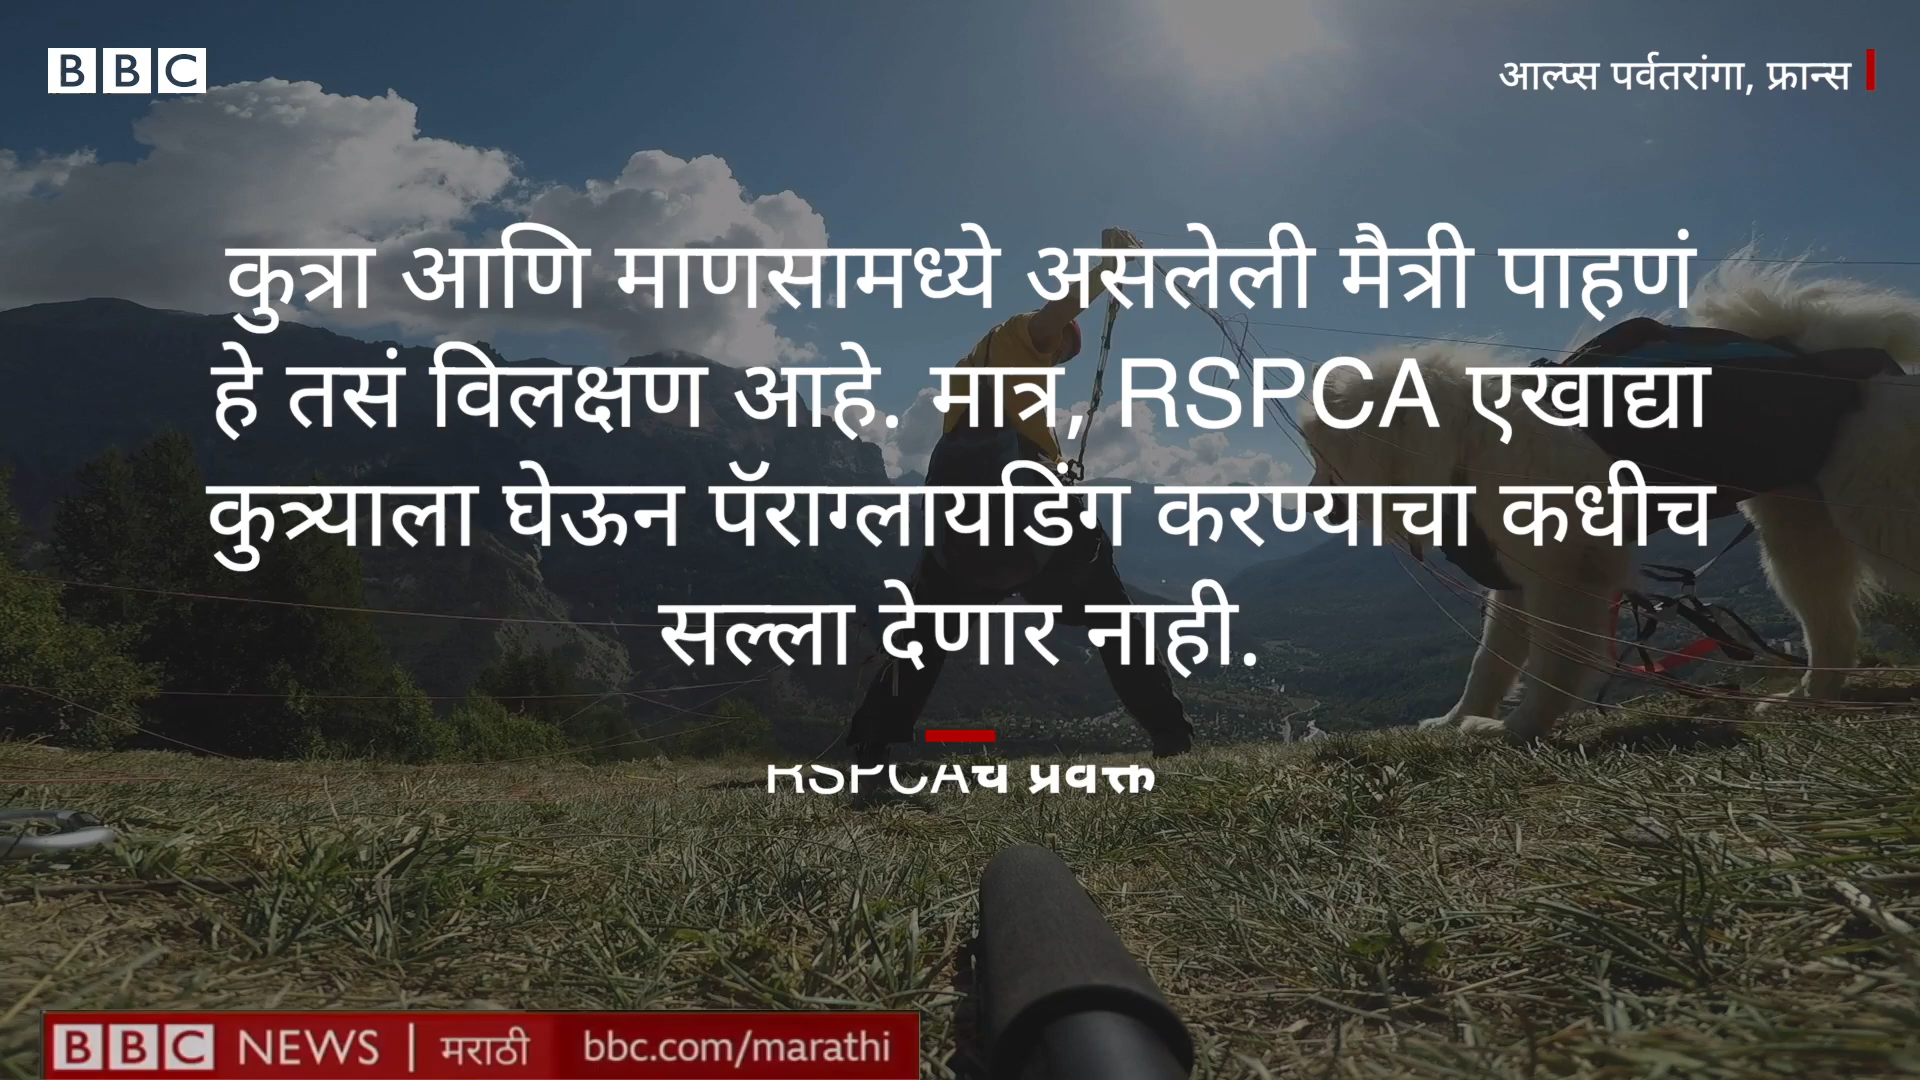 BBC
आल्प्स पर्वतरांगा, फ्रान्स
कुत्रा आणि माणसामध्ये असलेली मैत्री पाहणं
हे तसं विलक्षण आहे. मात्र, RSPCA एखाद्या
कुत्र्याला घेऊन पॅराग्लायडिंग करण्याचा कधीच
सल्ला देणार नाही.
BBC NEWS | मराठी bbc.com/marathi